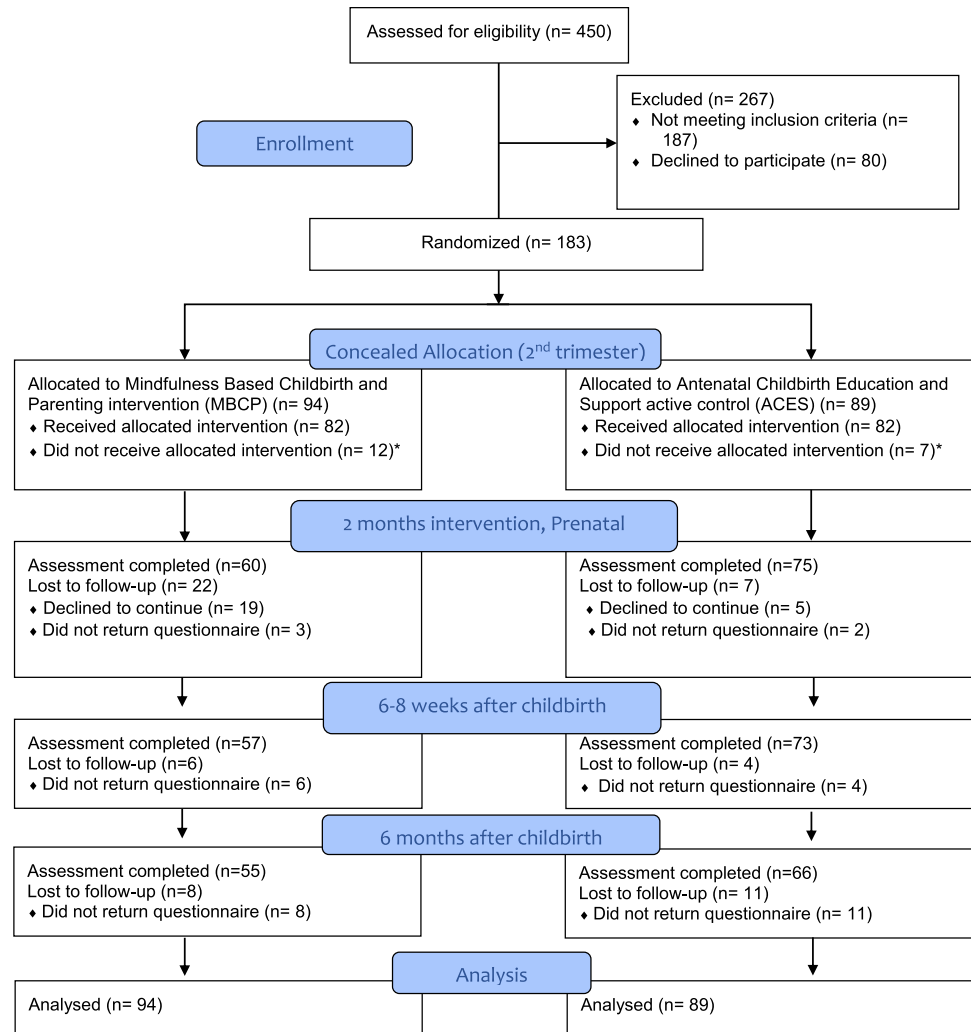 Assessed for eligibility (n= 450)
Excluded (n= 267)
♦ Not meeting inclusion criteria (n=
187)
♦ Declined to participate (n= 80)
Enrollment
Randomized (n= 183)
Concealed Allocation (2nd trimester)
Allocated to Mindfulness Based Childbirth and
Parenting intervention (MBCP) (n= 94)
♦ Received allocated intervention (n= 82)
♦ Did not receive allocated intervention (n= 12)*
Allocated to Antenatal Childbirth Education and
Support active control (ACES) (n= 89)
♦ Received allocated intervention (n= 82)
♦ Did not receive allocated intervention (n= 7)*
2 months intervention, Prenatal
Assessment completed (n=60)
Lost to follow-up (n= 22)
♦ Declined to continue (n= 19)
♦ Did not return questionnaire (n= 3)
Assessment completed (n=75)
Lost to follow-up (n= 7)
♦ Declined to continue (n= 5)
♦ Did not return questionnaire (n= 2)
6-8 weeks after childbirth
Assessment completed (n=57)
Lost to follow-up (n=6)
♦ Did not return questionnaire (n= 6)
Assessment completed (n=73)
Lost to follow-up (n= 4)
♦ Did not return questionnaire (n= 4)
6 months after childbirth
Assessment completed (n=55)
Lost to follow-up (n=8)
♦ Did not return questionnaire (n= 8)
Assessment completed (n=66)
Lost to follow-up (n= 11)
♦ Did not return questionnaire (n= 11)
Analysis
Analysed (n= 94)
Analysed (n= 89)